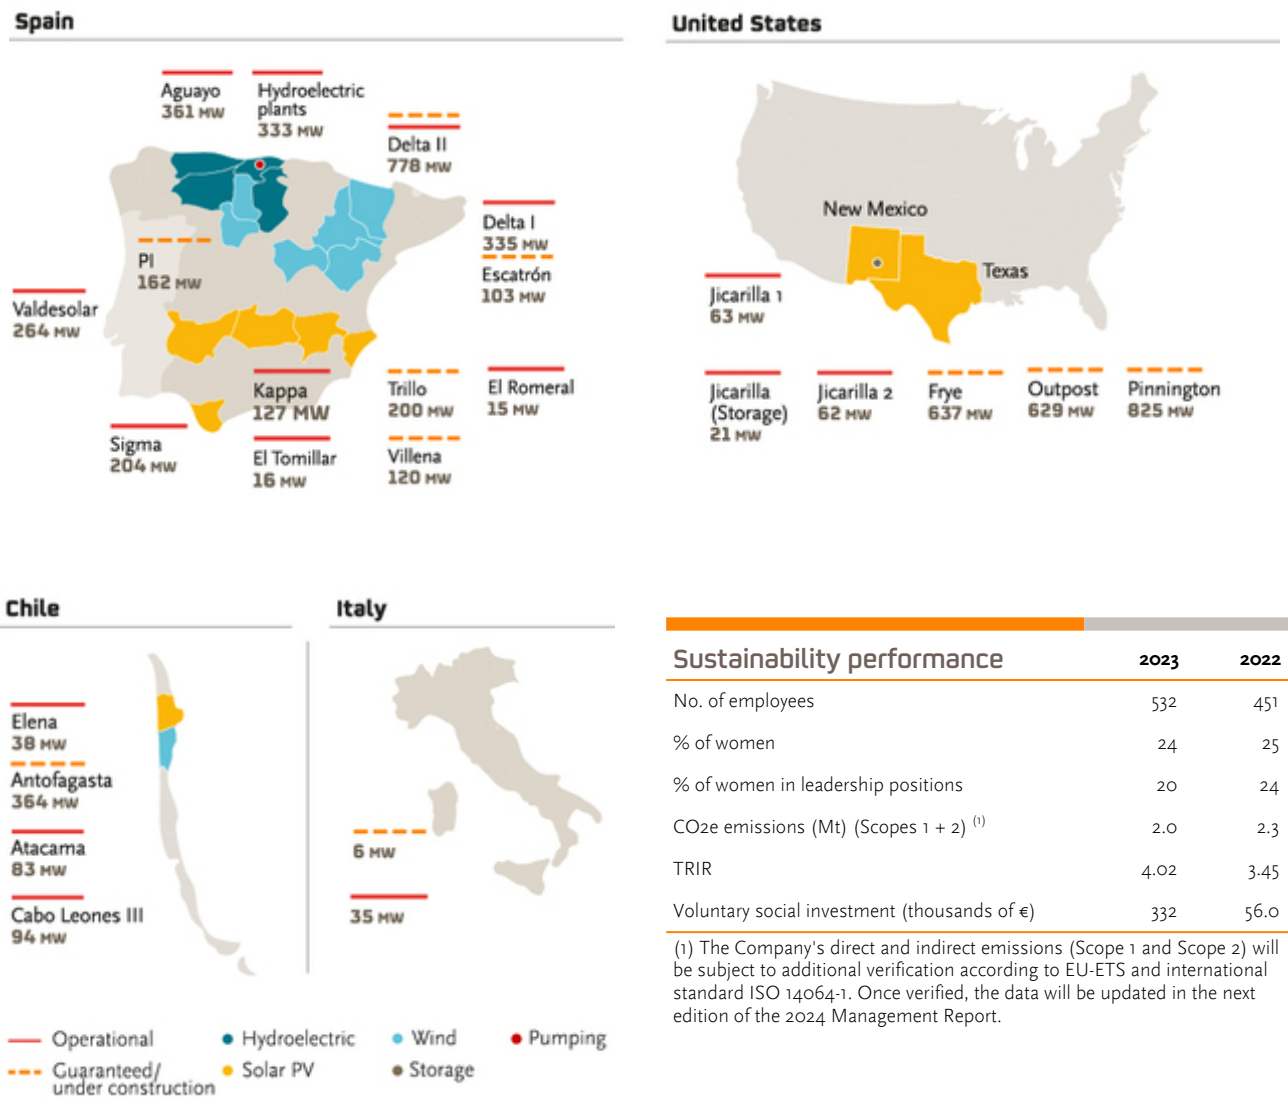 Spain
Aguayo
361 MW
Hydroelectric
plants
333 MW
Delta II
778 MW
Delta I
335 MW
Escatrón
103 MW
PI
162 MW
Valdesolar
264 MW
Kappa
127 MW
Trillo
200 MW
El Romeral
15 MW
Sigma
204 MW
El Tomillar
16 MW
Villena
120 MW
United States
New Mexico
Texas
Jicarilla 1
63 MW
Jicarilla
(Storage)
21 MW
Jicarilla 2
62 MW
Frye
637 MW
Outpost
629 MW
Pinnington
825 MW
Chile
Elena
38 MW
Antofagasta
364 MW
Atacama
83 MW
Cabo Leones III
94 MW
Italy
6 MW
35 MW
Operational
Hydroelectric
Wind
Pumping
Guaranteed/
under construction
Solar PV
Storage
Sustainability performance 2023 2022
No. of employees 532 451
% of women 24 25
% of women in leadership positions 20 24
CO2e emissions (Mt) (Scopes 1 + 2) (1) 2.0 2.3
TRIR 4.02 3.45
Voluntary social investment (thousands of €) 332 56.0
(1) The Company's direct and indirect emissions (Scope 1 and Scope 2) will
be subject to additional verification according to EU-ETS and international
standard ISO 14064-1. Once verified, the data will be updated in the next
edition of the 2024 Management Report.